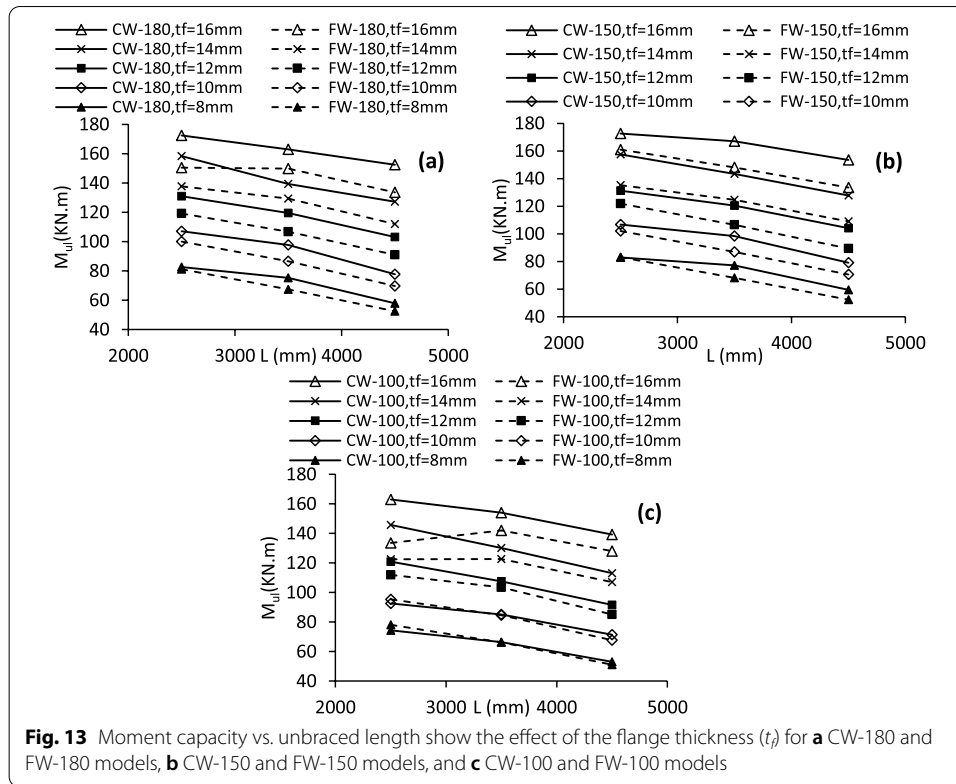 CW-180,tf=16mm FW-180,tf=16mm
CW-180,tf=14mm FW-180,tf=14mm
CW-180,tf=12mm FW-180,tf=12mm
CW-180,tf=10mm FW-180,tf=10mm
CW-180,tf=8mm FW-180,tf=8mm
180
160
140
120
100
80
60
40
2000 3000 4000 5000
Mul(KN.m)
L (mm)
(a)
CW-150,tf=16mm FW-150,tf=16mm
CW-150,tf=14mm FW-150,tf=14mm
CW-150,tf=12mm FW-150,tf=12mm
CW-150,tf=10mm FW-150,tf=10mm
180
160
140
120
100
80
60
40
2000 3000 4000 5000
Mul(KN.m)
L (mm)
(b)
CW-100,tf=16mm FW-100,tf=16mm
CW-100,tf=14mm FW-100,tf=14mm
CW-100,tf=12mm FW-100,tf=12mm
CW-100,tf=10mm FW-100,tf=10mm
CW-100,tf=8mm FW-100,tf=8mm
180
160
140
120
100
80
60
40
2000 3000 4000 5000
Mul(KN.m)
L (mm)
(c)
Fig. 13 Moment capacity vs. unbraced length show the effect of the flange thickness (tf) for a CW-180 and
FW-180 models, b CW-150 and FW-150 models, and c CW-100 and FW-100 models